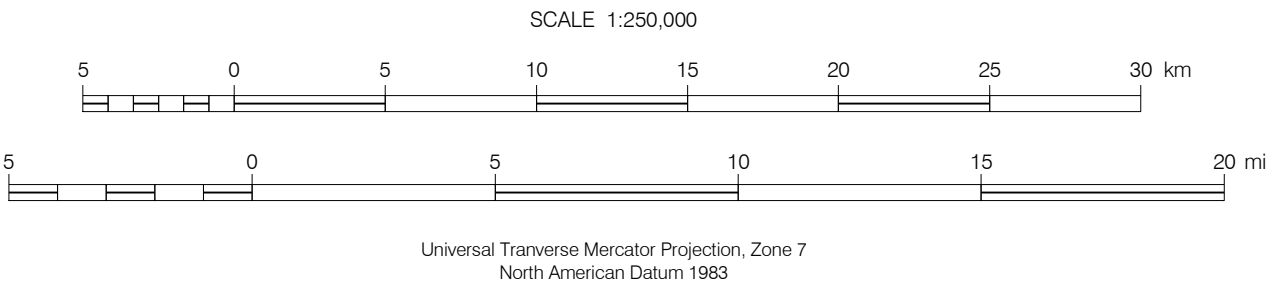 SCALE 1:250,000
5 0 5 10 15 20 25 30 km
5 0 5 10 15 20 mi
Universal Tranverse Mercator Projection, Zone 7
North American Datum 1983